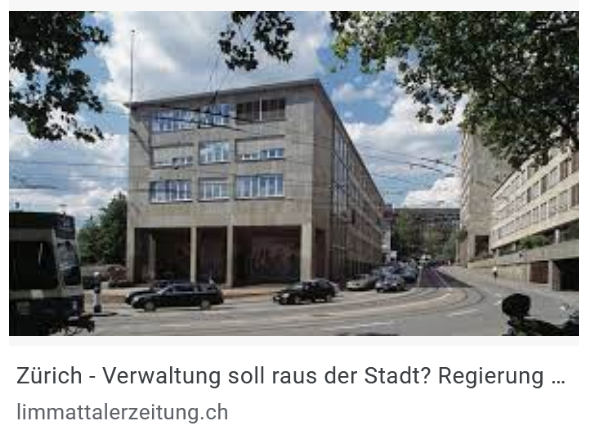 Zürich - Verwaltung soll raus der Stadt? Regierung ...
limmattalerzeitung.ch